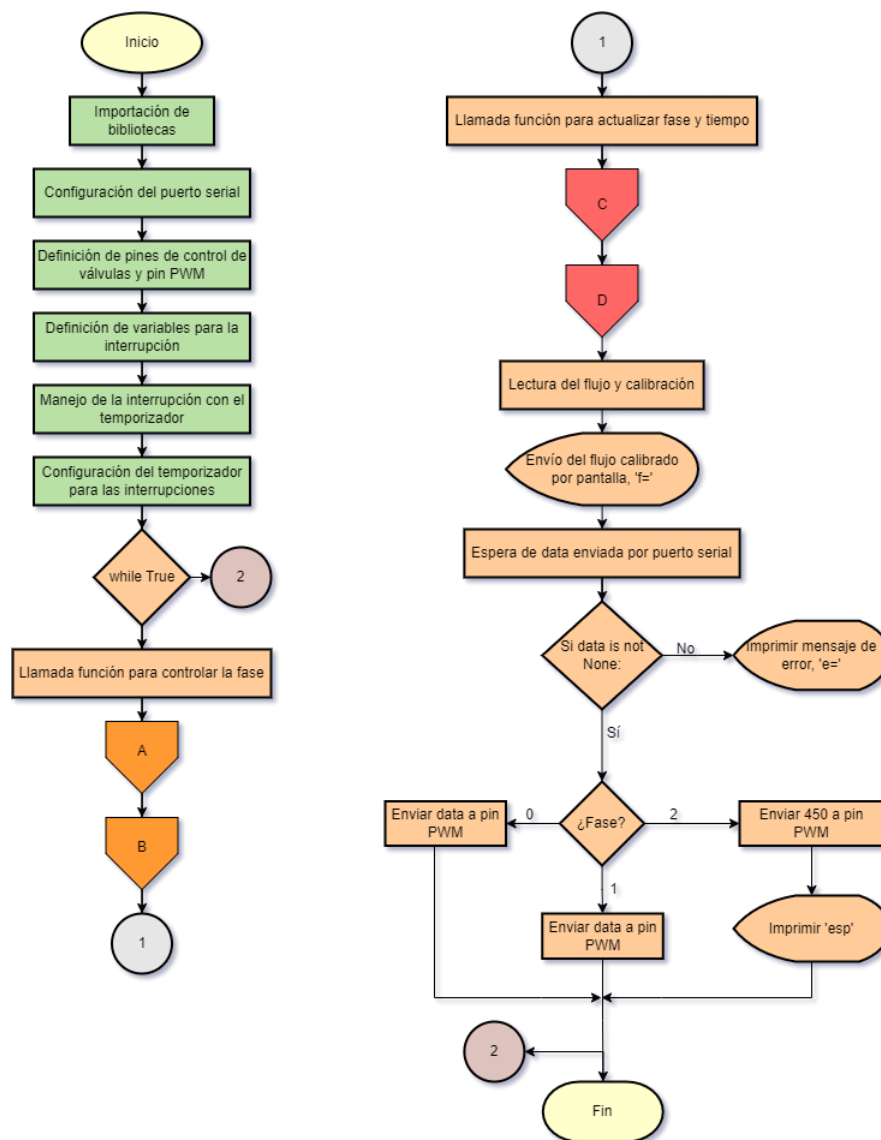 Inicio
Importación de
bibliotecas
Configuración del puerto serial
Definición de pines de control de
válvulas y pin PWM
Definición de variables para la
interrupción
Manejo de la interrupción con el
temporizador
Configuración del temporizador
para las interrupciones
while True
2
Llamada función para controlar la fase
A
B
1
1
Llamada función para actualizar fase y tiempo
C
D
Lectura del flujo y calibración
Envío del flujo calibrado
por pantalla, 'f='
Espera de data enviada por puerto serial
Si data is not
None:
No
Imprimir mensaje de
error, 'e='
Sí
Enviar data a pin
PWM
0
¿Fase?
2
Enviar 450 a pin
PWM
1
Enviar data a pin
PWM
Imprimir 'esp'
2
Fin